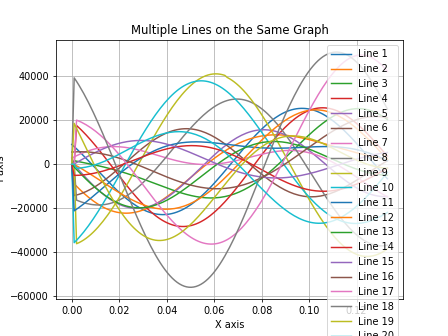 Multiple Lines on the Same Graph
40000
20000
0
−20000
−40000
−60000
0.00
0.02
0.04
0.06
0.08
0.10
X axis
Line 1
Line 2
Line 3
Line 4
Line 5
Line 6
Line 7
Line 8
Line 9
Line 10
Line 11
Line 12
Line 13
Line 14
Line 15
Line 16
Line 17
Line 18
Line 19
Line 20